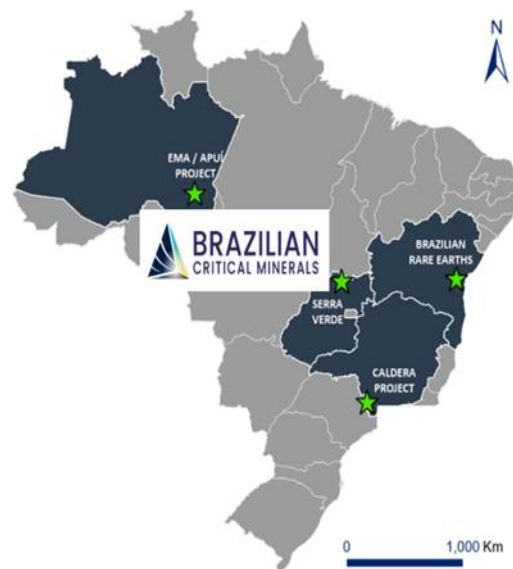 N
EMA / APUÍ
PROJECT
BRAZILIAN
CRITICAL MINERALS
BRAZILIAN
RARE EARTHS
SERRA
VERDE
CALDERA
PROJECT
0
1,000 Km